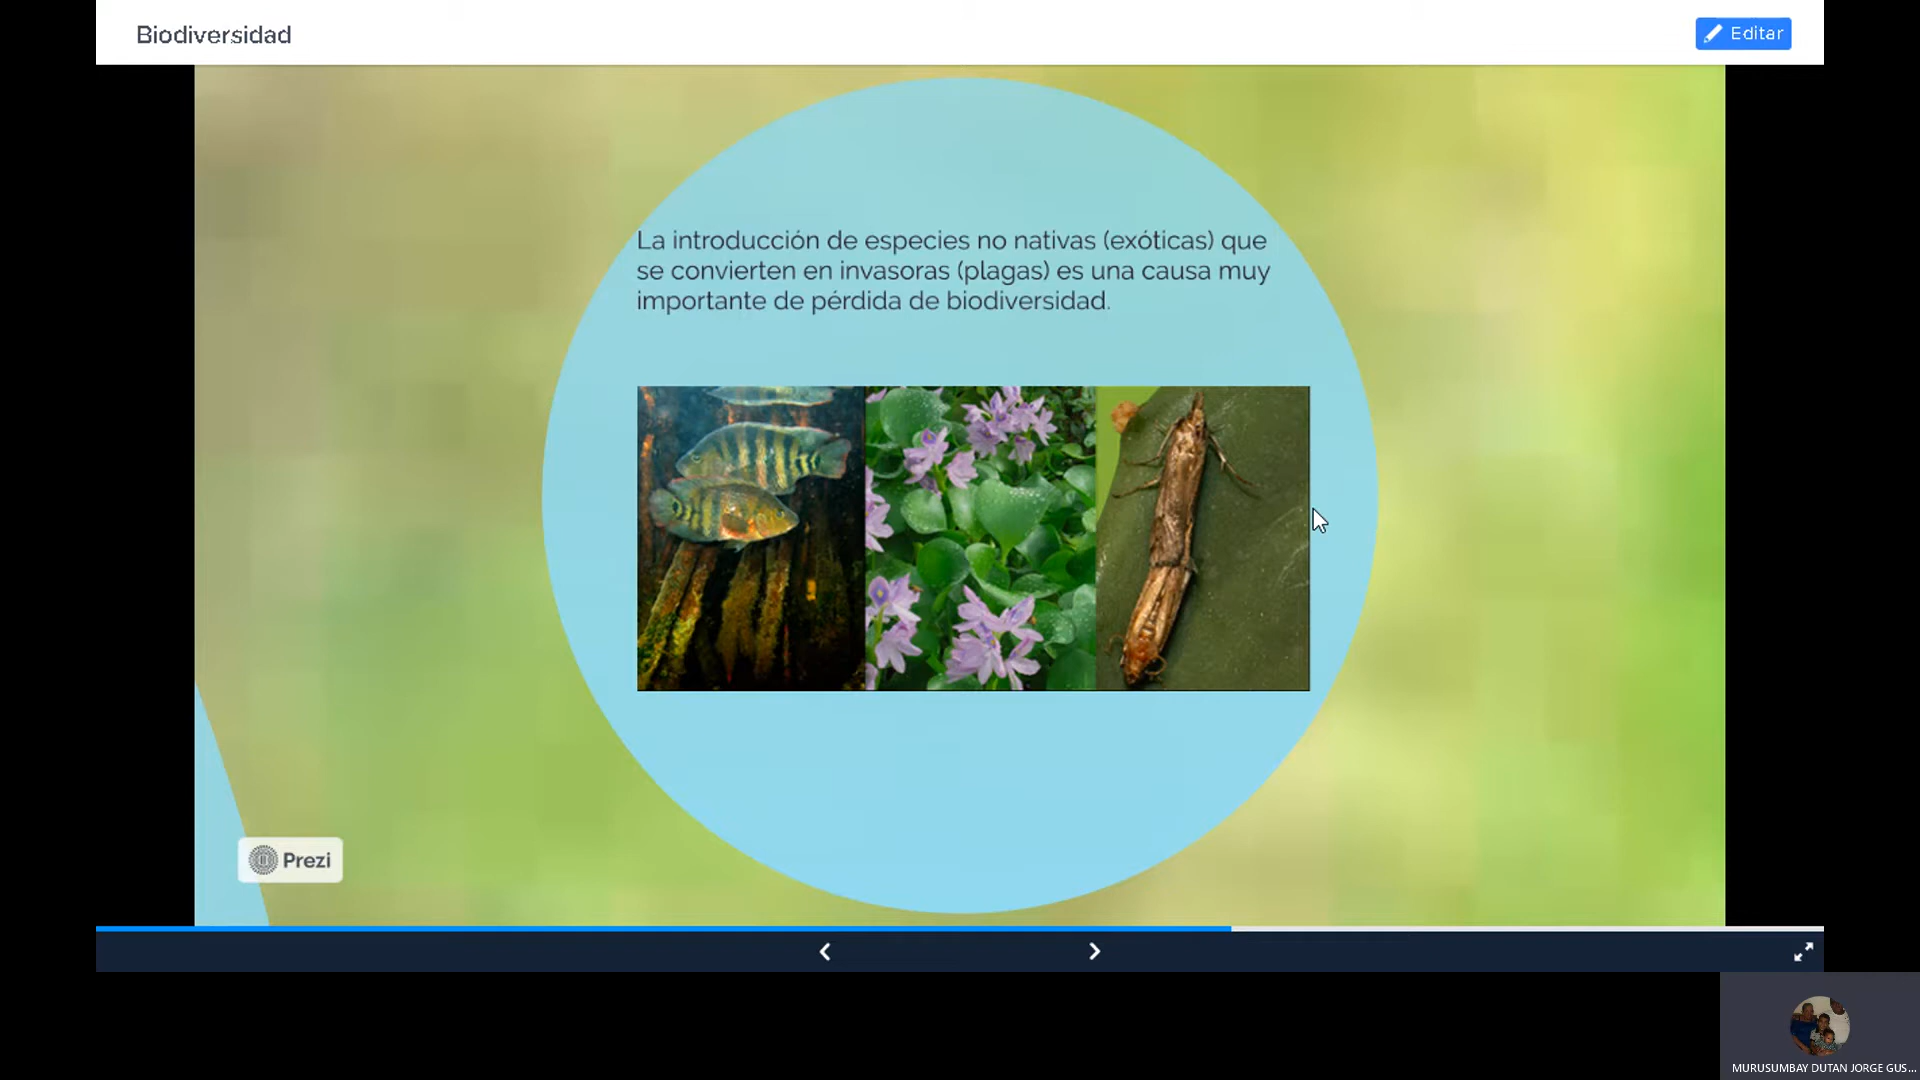 Biodiversidad
Editar
La introducción de especies no nativas (exóticas) que
se convierten en invasoras (plagas) es una causa muy
importante de pérdida de biodiversidad.
Prezi
MURUSUMBAY DUTAN JORGE GUS...